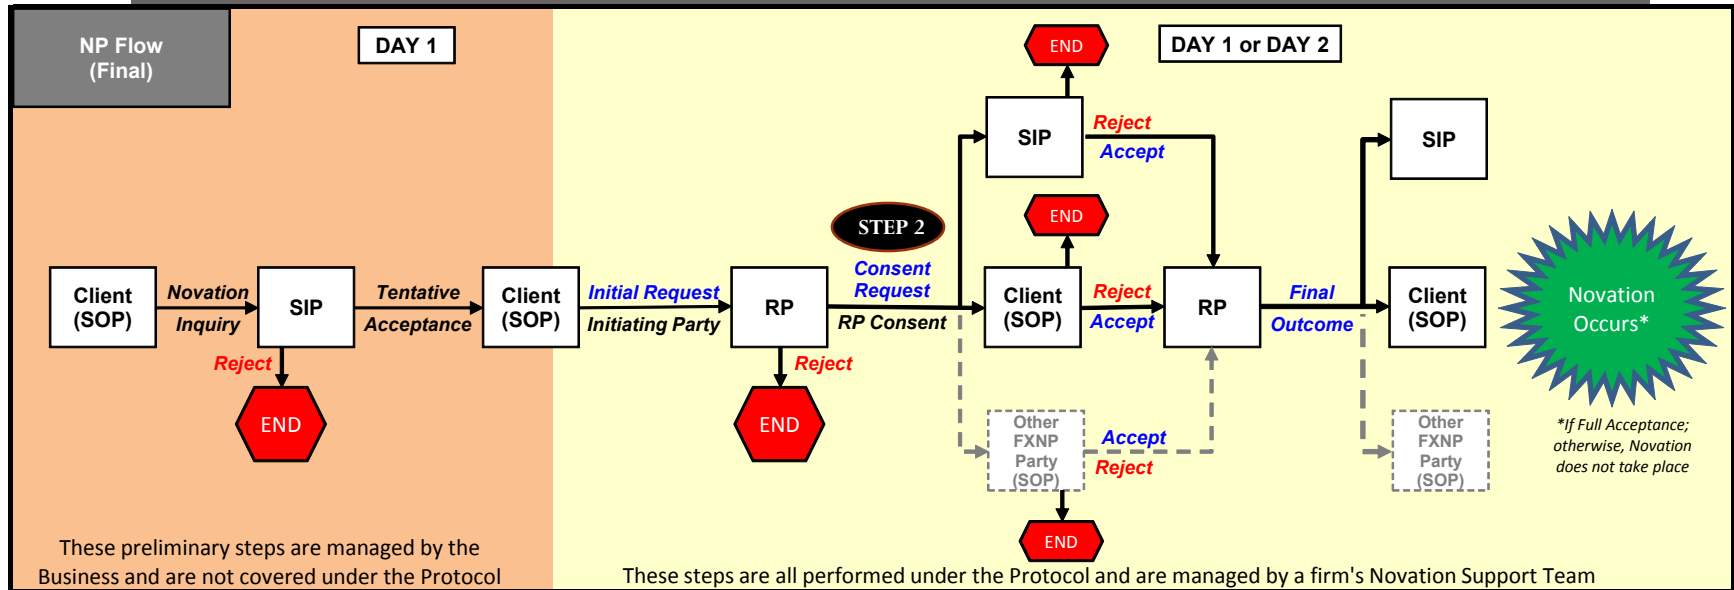 NP Flow
(Final)
DAY 1
DAY 1 or DAY 2
END
SIP
Reject
Accept
SIP
STEP 2
END
Client
(SOP)
Novation
Inquiry
SIP
Tentative
Acceptance
Client
(SOP)
Initial Request
Initiating Party
RP
Consent
Request
RP Consent
Client
(SOP)
Reject
Accept
RP
Final
Outcome
Client
(SOP)
Novation
Occurs*
Reject
END
Reject
END
Other
FXNP
Party
(SOP)
Accept
Reject
END
Other
FXNP
Party
(SOP)
*If Full Acceptance;
otherwise, Novation
does not take place
These preliminary steps are managed by the
Business and are not covered under the Protocol
These steps are all performed under the Protocol and are managed by a firm's Novation Support Team